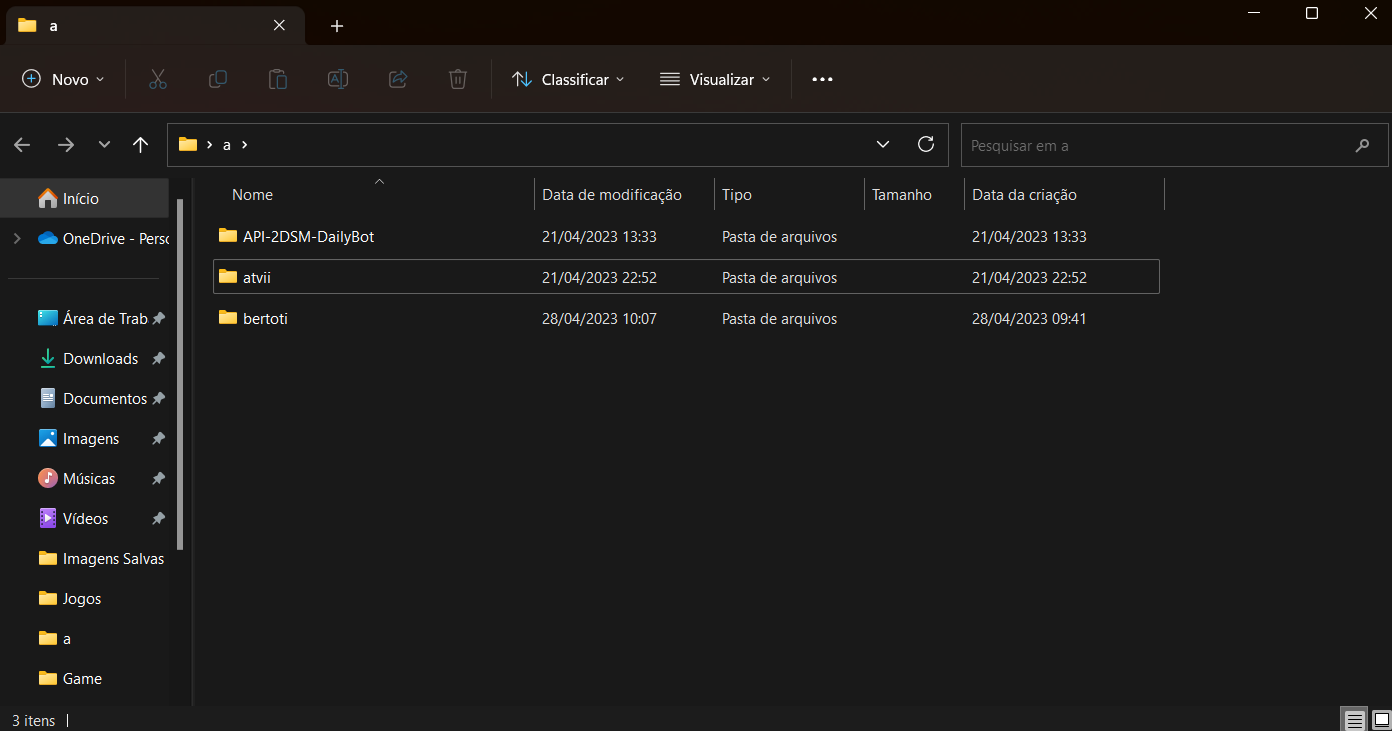 a
Novo Classificar Visualizar
a Pesquisar em a
Início
OneDrive - Persc
Área de Trab
Downloads
Documentos
Imagens
Músicas
Vídeos
Imagens Salvas
Jogos
a
Game
Nome Data de modificação Tipo Tamanho Data da criação
API-2DSM-DailyBot 21/04/2023 13:33 Pasta de arquivos 21/04/2023 13:33
atvii 21/04/2023 22:52 Pasta de arquivos 21/04/2023 22:52
bertoti 28/04/2023 10:07 Pasta de arquivos 28/04/2023 09:41
3 itens